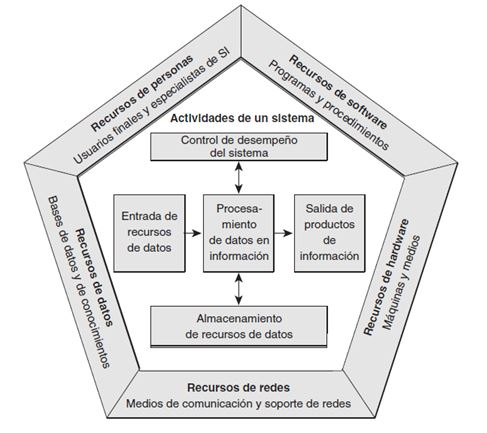 Recursos de personas
Usuarios finales y especialistas de SI
Recursos de software
Programas y procedimientos
Actividades de un sistema
Control de desempeño
del sistema
Entrada de
recursos
de datos
Procesa-
miento
de datos en
información
Salida de
productos
de
información
Almacenamiento
de recursos de datos
Recursos de datos
Bases de datos y de conocimientos
Recursos de hardware
Máquinas y medios
Recursos de redes
Medios de comunicación y soporte de redes